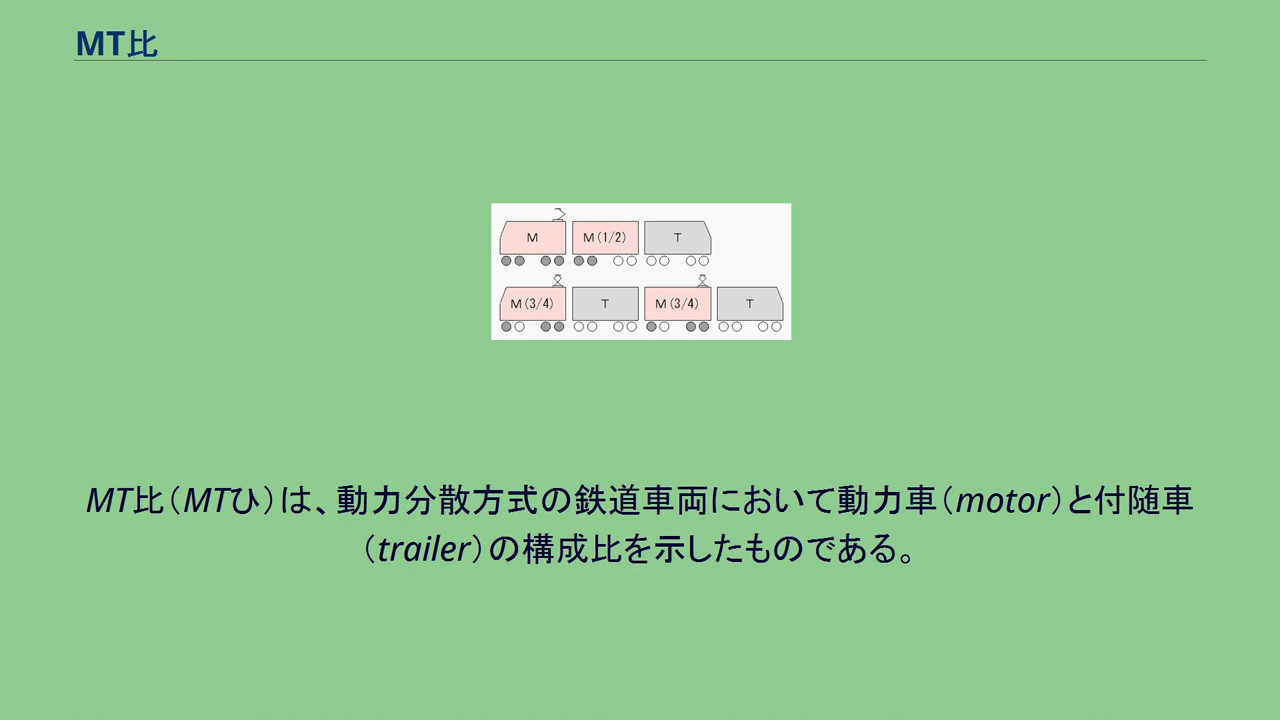 MT比
M M(1/2) T
M(3/4) T M(3/4) T
MT比(MTひ)は、動力分散方式の鉄道車両において動力車(motor)と付随車
(trailer)の構成比を示したものである。